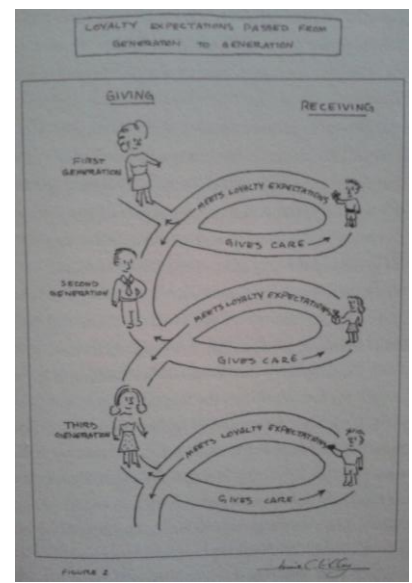 LOYALTY EXPECTATIONS PASSED FROM
GENERATION TO GENERATION
GIVING
RECEIVING
FIRST
GENERATION
MEETS LOYALTY EXPECTATIONS
GIVES CARE
SECOND
GENERATION
MEETS LOYALTY EXPECTATIONS
GIVES CARE
THIRD
GENERATION
MEETS LOYALTY EXPECTATIONS
GIVES CARE
FIGURE 2